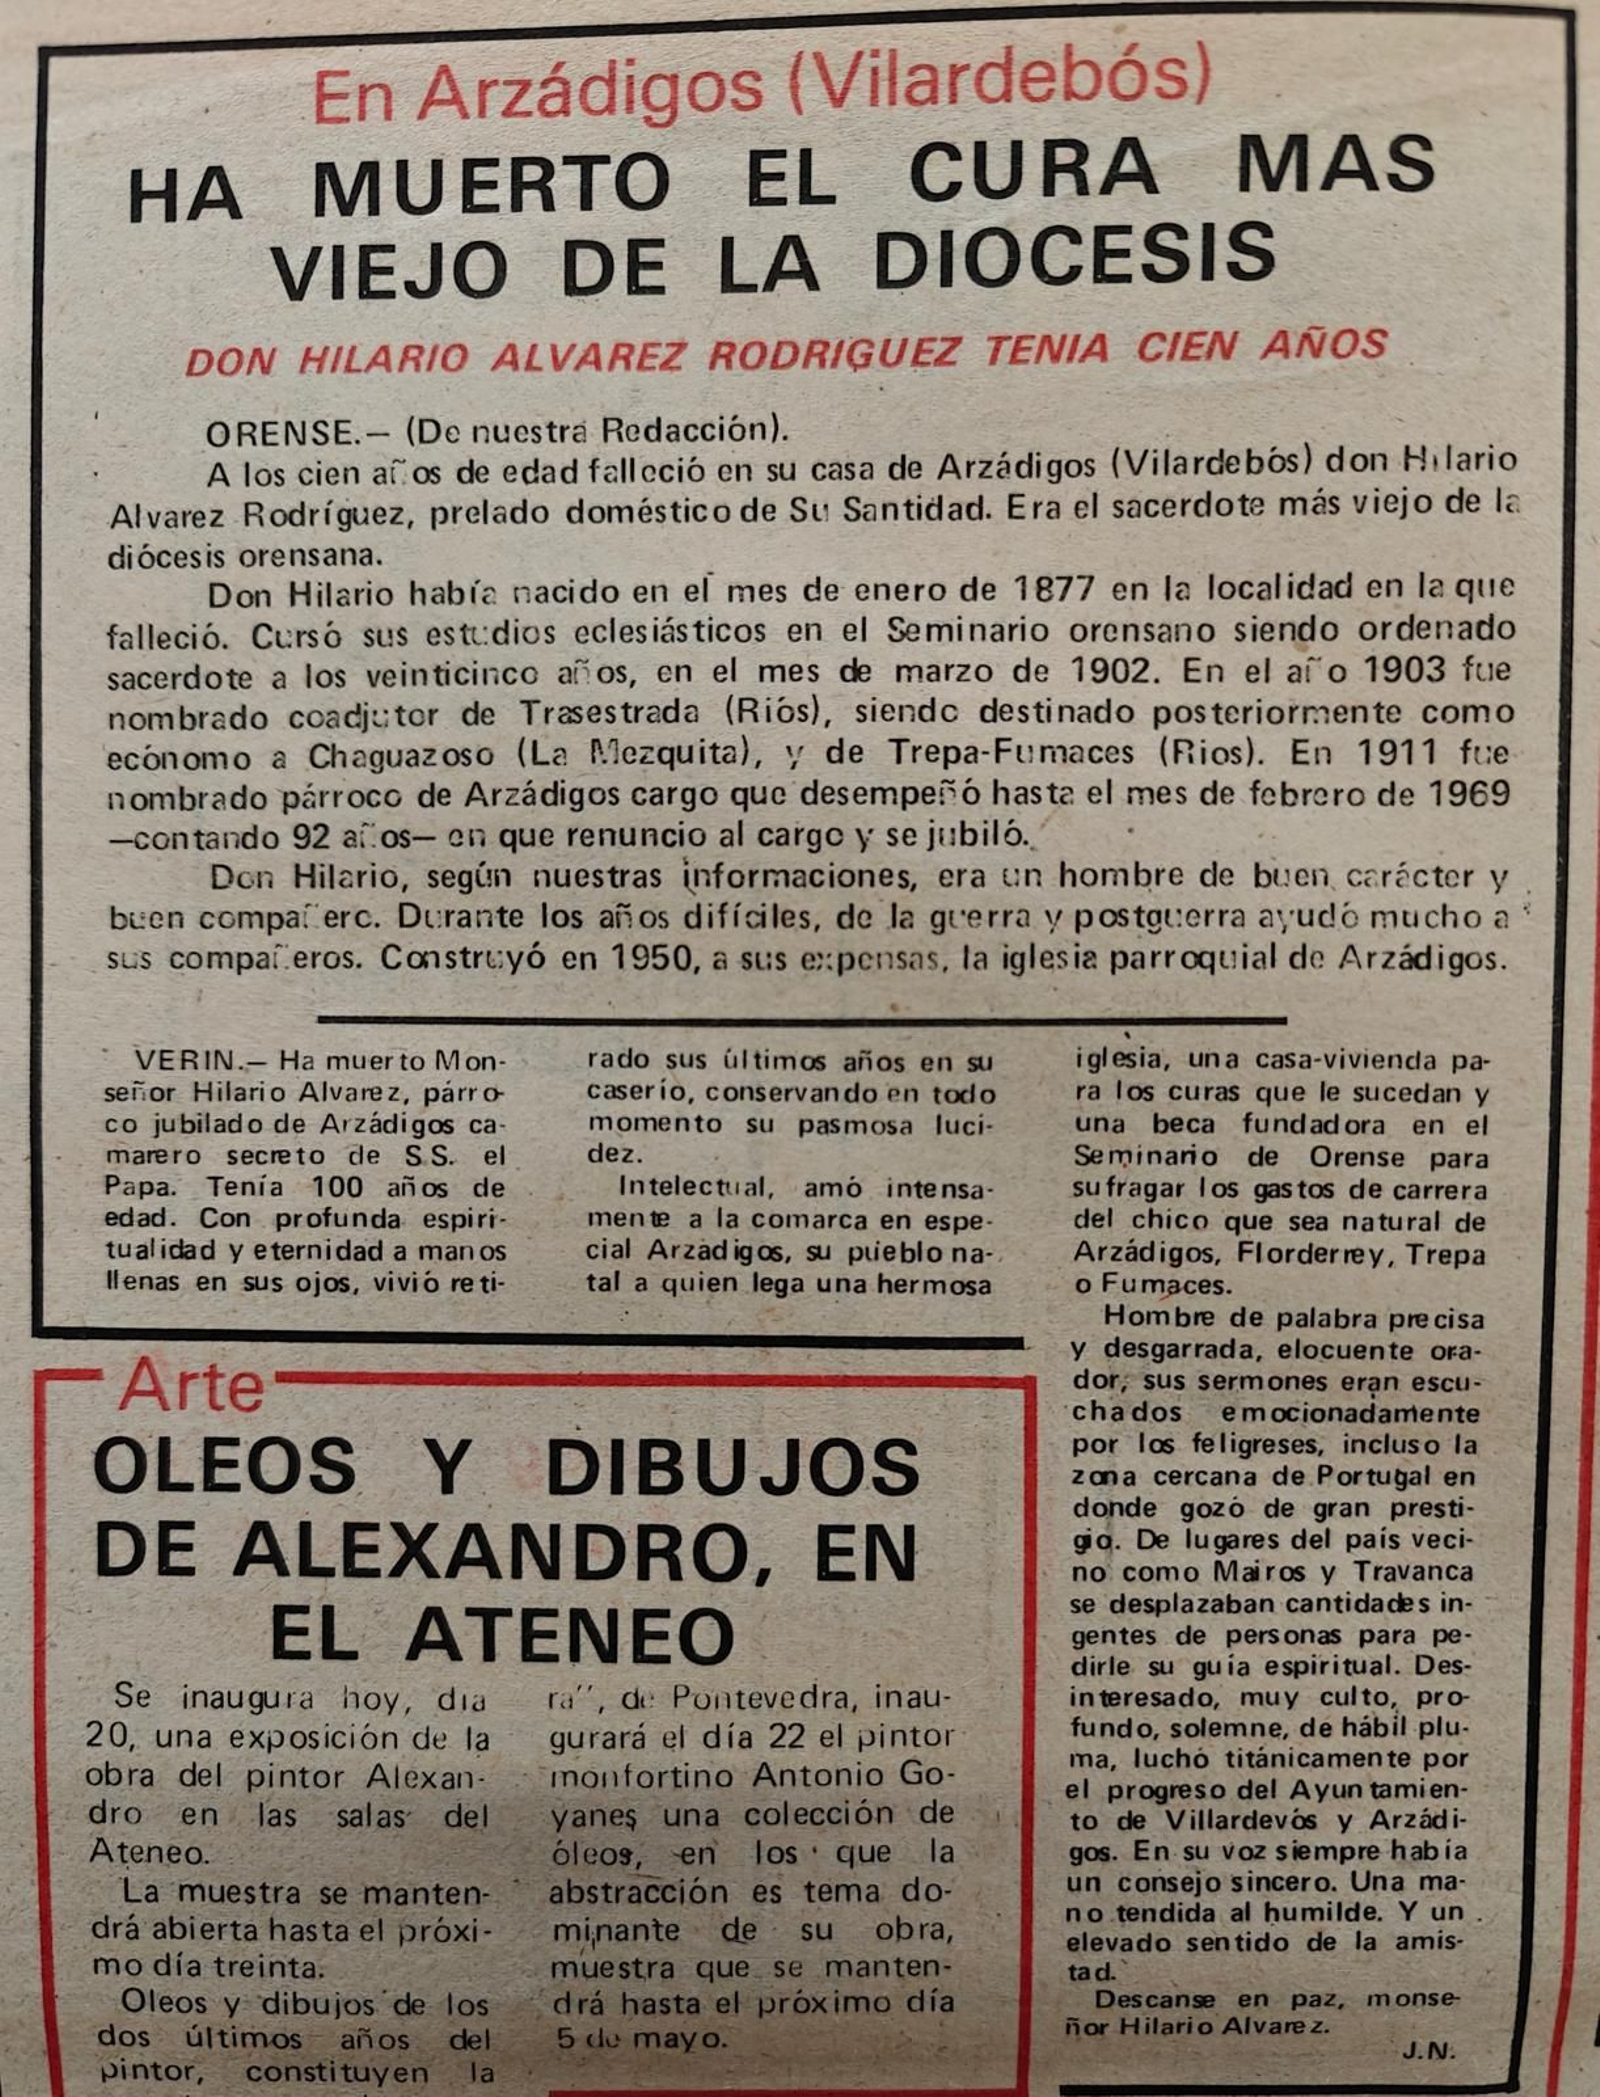 En Arzádigos (Vilardebós)
HA MUERTO EL CURA MAS
VIEJO DE LA DIOCESIS
DON HILARIO ALVAREZ RODRIGUEZ TENIA CIEN AÑOS
ORENSE.— (De nuestra Redacción).
A los cien años de edad falleció en su casa de Arzádigos (Vilardebós) don Hilario
Alvarez Rodríguez, prelado doméstico de Su Santidad. Era el sacerdote más viejo de la
diócesis orensana.
Don Hilario había nacido en el mes de enero de 1877 en la localidad en la que
falleció. Cursó sus estudios eclesiásticos en el Seminario orensano siendo ordenado
sacerdote a los veinticinco años, en el mes de marzo de 1902. En el año 1903 fue
nombrado coadjutor de Trasestrada (Riós), siendo destinado posteriormente como
ecónomo a Chaguazoso (La Mezquita), y de Trepa-Fumaces (Rios). En 1911 fue
nombrado párroco de Arzádigos cargo que desempeñó hasta el mes de febrero de 1969
—contando 92 años— en que renuncio al cargo y se jubiló.
Don Hilario, según nuestras informaciones, era un hombre de buen carácter y
buen compañero. Durante los años difíciles, de la guerra y postguerra ayudó mucho a
sus compañeros. Construyó en 1950, a sus expensas, la iglesia parroquial de Arzádigos.
VERIN.— Ha muerto Mon-
señor Hilario Alvarez, párro-
co jubilado de Arzádigos ca-
marero secreto de S.S. el
Papa. Tenía 100 años de
edad. Con profunda espiri-
tualidad y eternidad a manos
llenas en sus ojos, vivió reti-
rado sus últimos años en su
caserío, conservando en todo
momento su pasmosa luci-
dez.
Intelectual, amó intensa-
mente a la comarca en espe-
cial Arzadigos, su pueblo na-
tal a quien lega una hermosa
iglesia, una casa-vivienda pa-
ra los curas que le sucedan y
una beca fundadora en el
Seminario de Orense para
sufragar los gastos de carrera
del chico que sea natural de
Arzádigos, Florderrey, Trepa
o Fumaces.
Hombre de palabra precisa
y desgarrada, elocuente ora-
dor, sus sermones eran escu-
chados emocionadamente
por los feligreses, incluso la
zona cercana de Portugal en
donde gozó de gran presti-
gio. De lugares del país veci-
no como Mairos y Travanca
se desplazaban cantidades in-
gentes de personas para pe-
dirle su guía espiritual. Des-
interesado, muy culto, pro-
fundo, solemne, de hábil plu-
ma, luchó titánicamente por
el progreso del Ayuntamien-
to de Villardevós y Arzádi-
gos. En su voz siempre había
un consejo sincero. Una ma-
no tendida al humilde. Y un
elevado sentido de la amis-
tad.
Descanse en paz, monse-
ñor Hilario Alvarez.
J.N.
Arte
OLEOS Y DIBUJOS
DE ALEXANDRO, EN
EL ATENEO
Se inaugura hoy, día
20, una exposición de la
obra del pintor Alexan-
dro en las salas del
Ateneo.
La muestra se manten-
drá abierta hasta el próxi-
mo día treinta.
Oleos y dibujos de los
dos últimos años del
pintor, constituyen la
ra", de Pontevedra, inau-
gurará el día 22 el pintor
monfortino Antonio Go-
yanes una colección de
óleos, en los que la
abstracción es tema do-
minante de su obra,
muestra que se manten-
drá hasta el próximo día
5 de mayo.